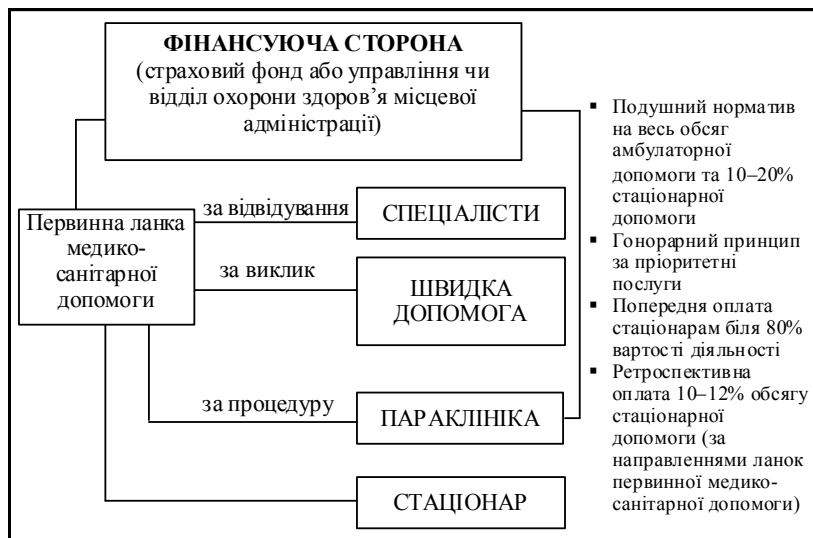 ФІНАНСУЮЧА СТОРОНА
(страховий фонд або управління чи
відділ охорони здоров’я місцевої
адміністрації)
Первинна ланка
медико-
санітарної
допомоги
за відвідування
СПЕЦІАЛІСТИ
за виклик
ШВИДКА
ДОПОМОГА
за процедуру
ПАРАКЛІНІКА
СТАЦІОНАР
▪ Подушний норматив
на весь обсяг
амбулаторної
допомоги та 10–20%
стаціонарної
допомоги
▪ Гонорарний принцип
за пріоритетні
послуги
▪ Попередня оплата
стаціонарам біля 80%
вартості діяльності
▪ Ретроспективна
оплата 10–12% обсягу
стаціонарної
допомоги (за
направленнями ланок
первинної медико-
санітарної допомоги)